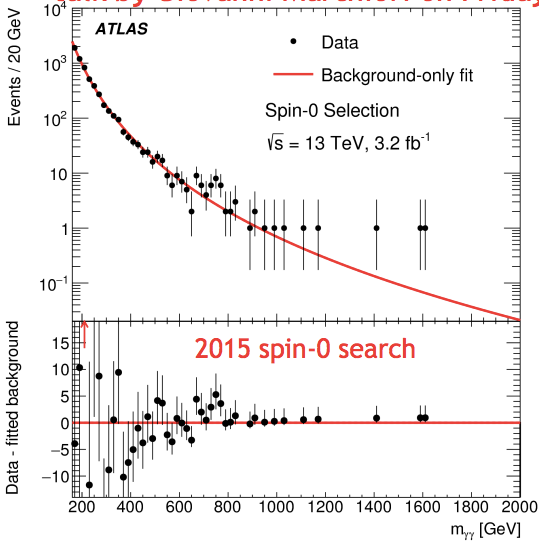 ATLAS
Data
Background-only fit
Spin-0 Selection
√s = 13 TeV, 3.2 fb⁻¹
Events / 20 GeV
10⁴
10³
10²
10
1
10⁻¹
2015 spin-0 search
Data - fitted background
15
10
5
0
−5
−10
200 400 600 800 1000 1200 1400 1600 1800 2000
mγγ [GeV]